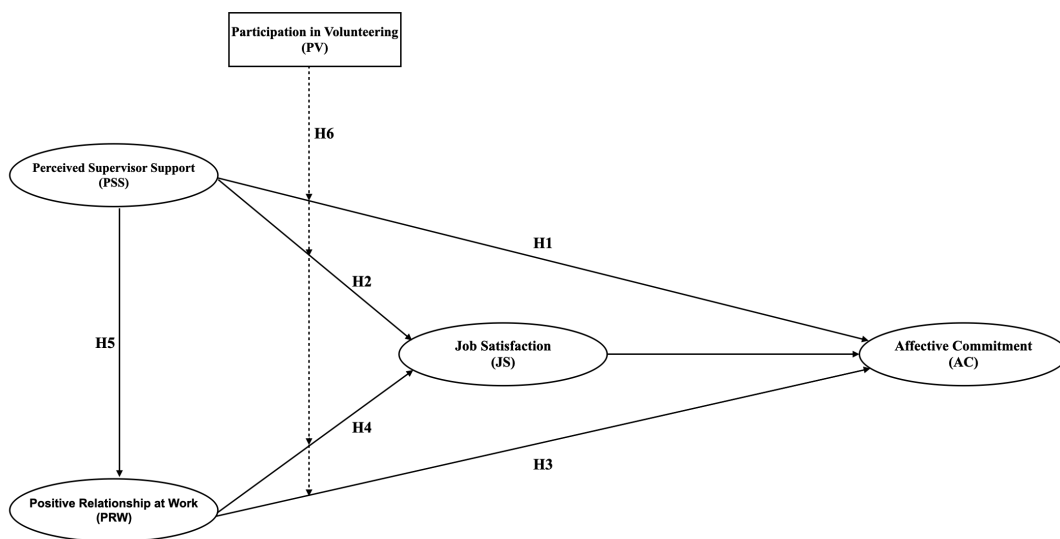 Participation in Volunteering
(PV)
H6
Perceived Supervisor Support
(PSS)
H1
H2
H5
Job Satisfaction
(JS)
Affective Commitment
(AC)
H4
H3
Positive Relationship at Work
(PRW)